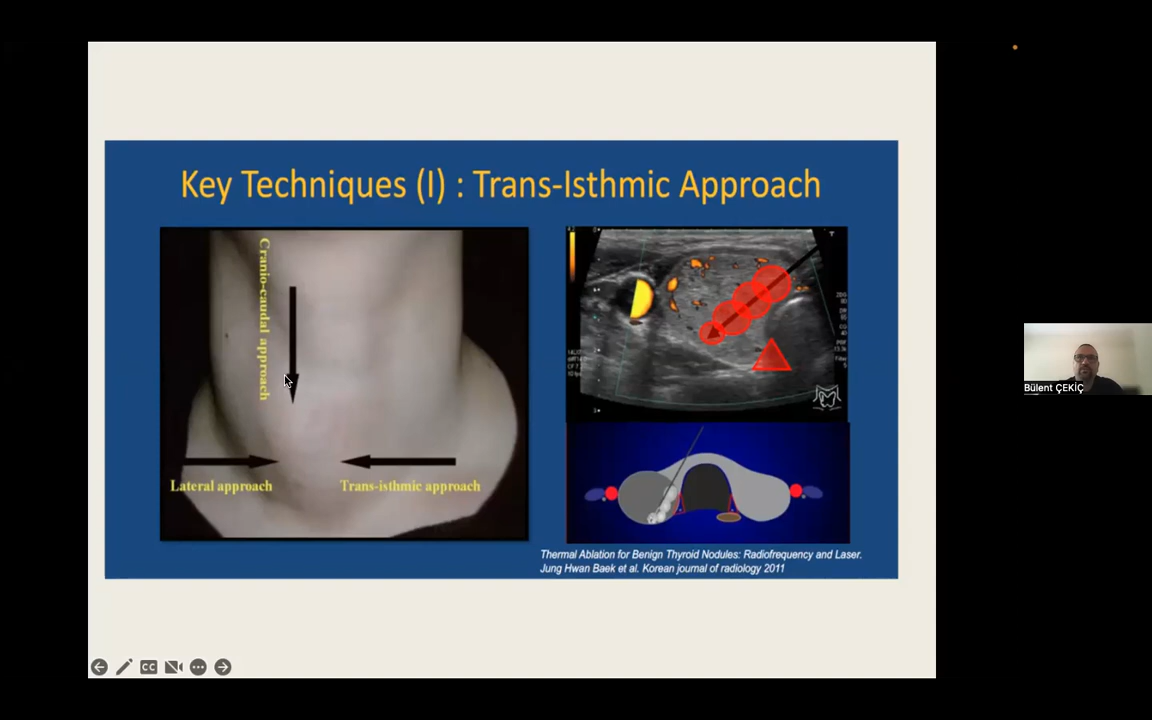 Key Techniques (I) : Trans-Isthmic Approach
Cranio-caudal approach
Lateral approach
Trans-isthmic approach
Thermal Ablation for Benign Thyroid Nodules: Radiofrequency and Laser.
Jung Hwan Baek et al. Korean journal of radiology 2011
CC
Bülent ÇEKİÇ